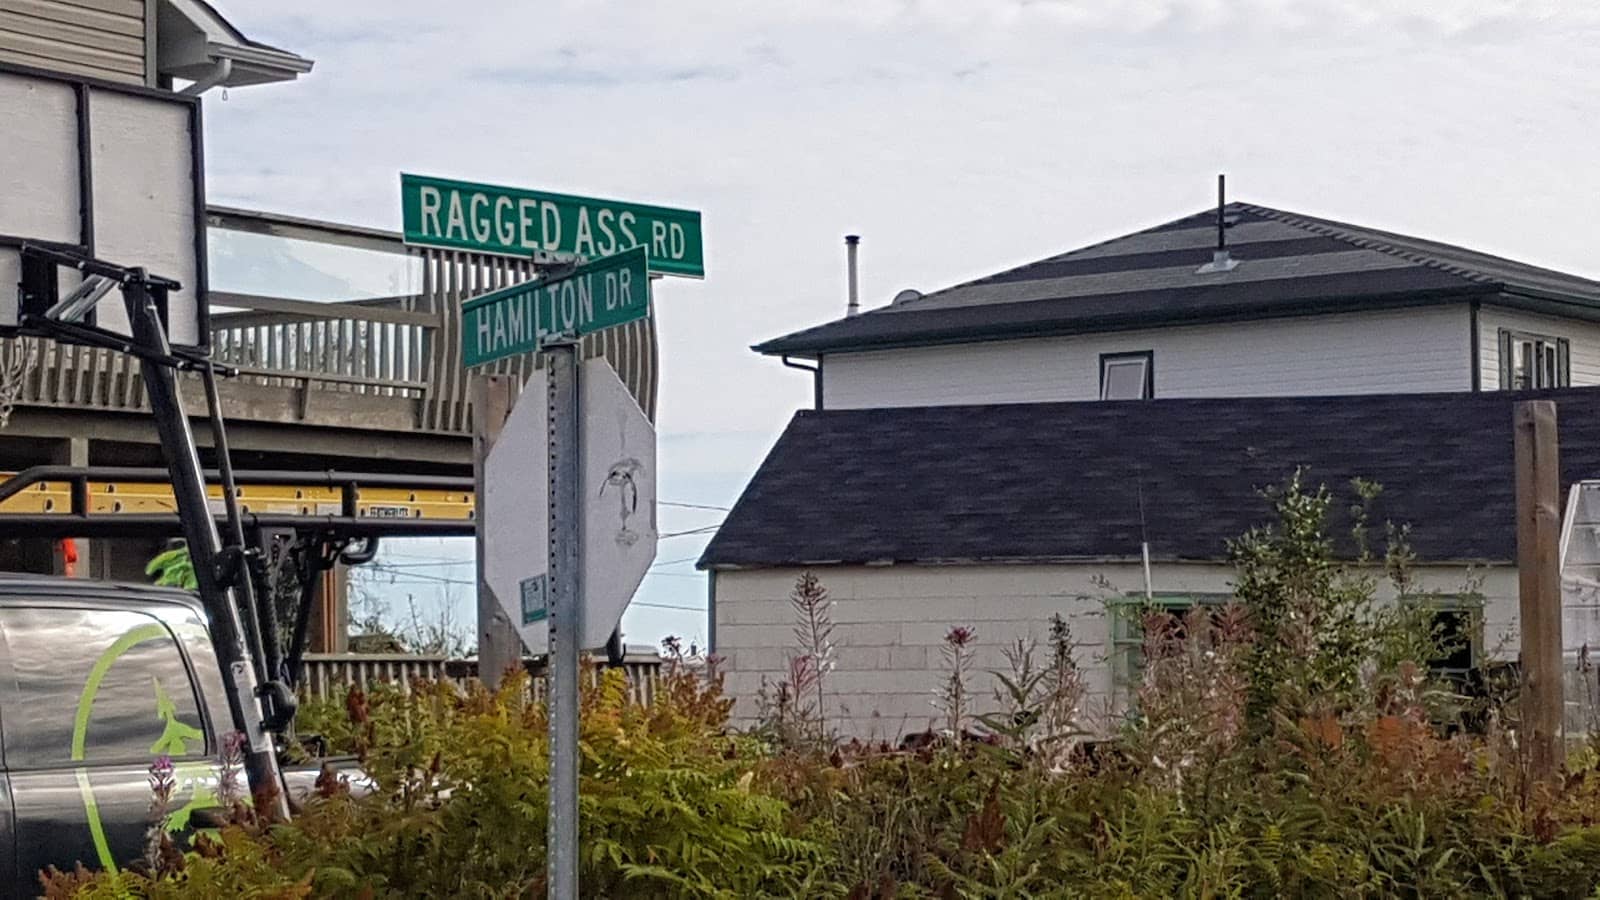 RAGGED ASS RD
HAMILTON DR